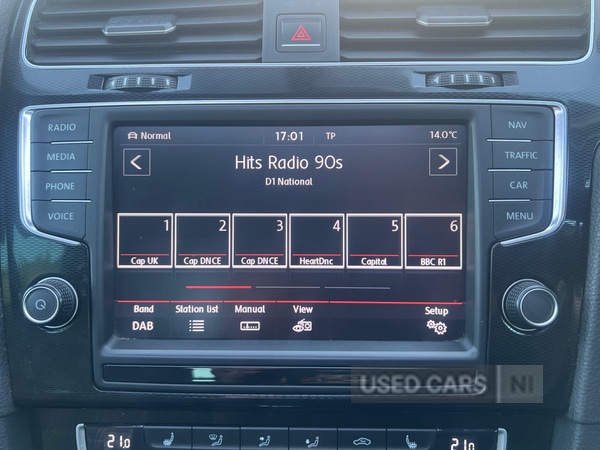 RADIO
MEDIA
PHONE
VOICE
NAV
TRAFFIC
CAR
MENU
Normal 17:01 TP 14.0°C
Hits Radio 90s
D1 National
1 2 3 4 5 6
Cap UK Cap DNCE Cap DNCE HeartDnc Capital BBC R1
Band Station list Manual View Setup
DAB
USED CARS NI
21.0 21.0